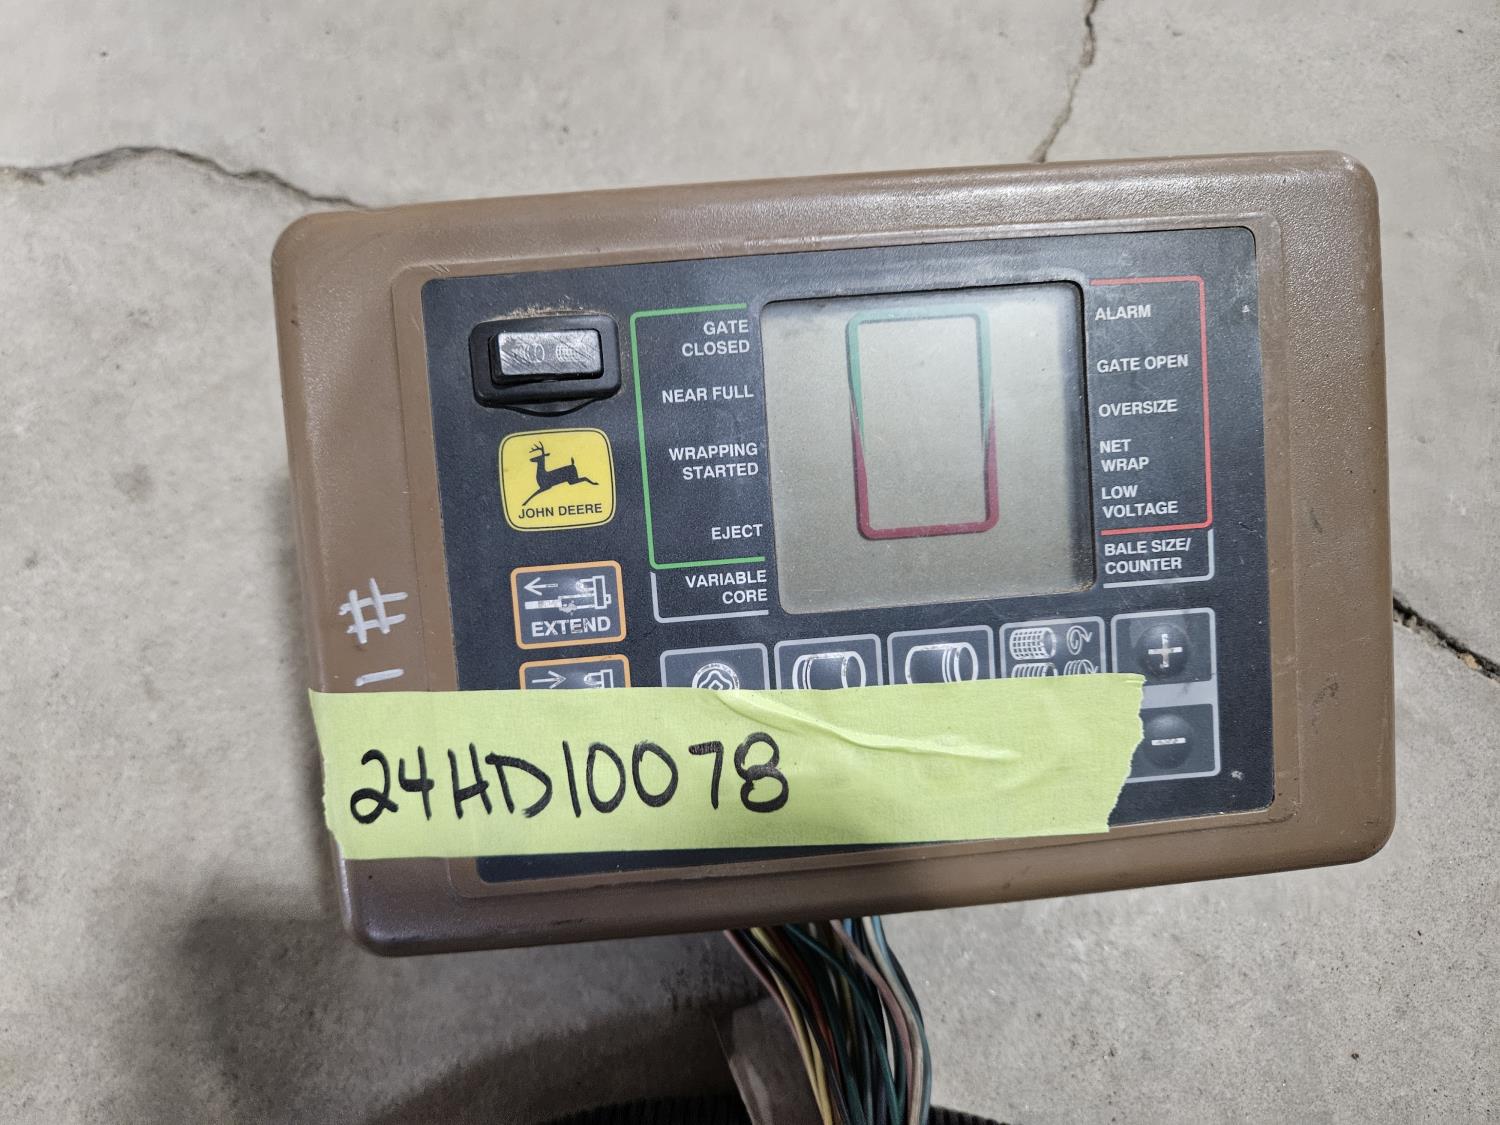 GATE
CLOSED
NEAR FULL
WRAPPING
STARTED
EJECT
VARIABLE
CORE
ALARM
GATE OPEN
OVERSIZE
NET
WRAP
LOW
VOLTAGE
BALE SIZE/
COUNTER
JOHN DEERE
EXTEND
+
−
# 1
24HD10078